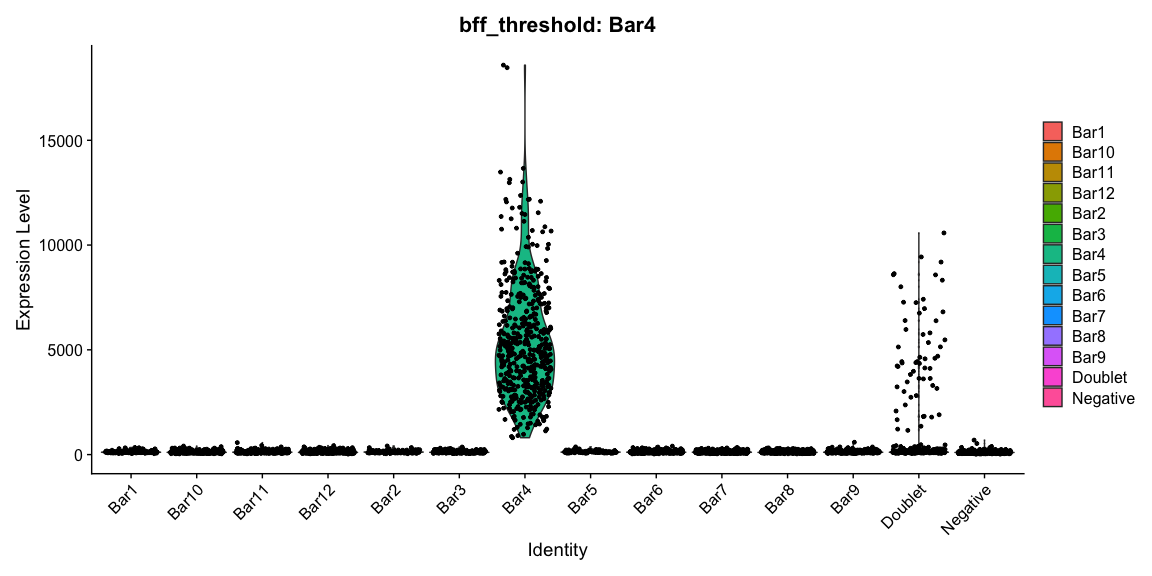 bff_threshold: Bar4
Expression Level
15000
10000
5000
0
Bar1
Bar10
Bar11
Bar12
Bar2
Bar3
Bar4
Bar5
Bar6
Bar7
Bar8
Bar9
Doublet
Negative
Identity
Bar1
Bar10
Bar11
Bar12
Bar2
Bar3
Bar4
Bar5
Bar6
Bar7
Bar8
Bar9
Doublet
Negative